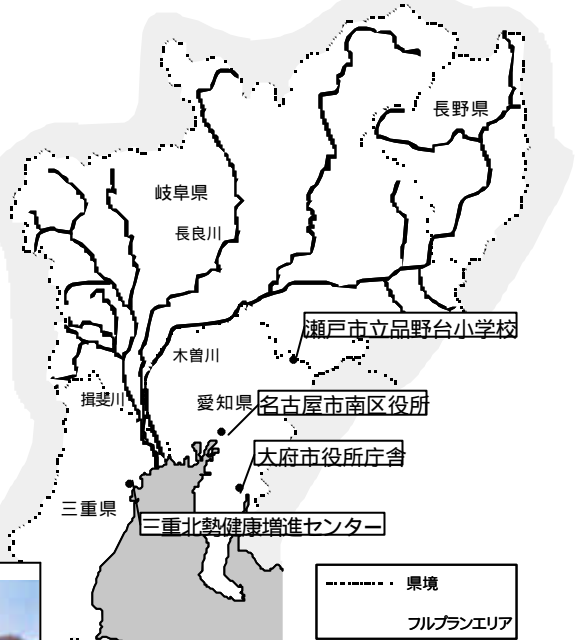 長野県
岐阜県
長良川
瀬戸市立品野台小学校
木曽川
揖斐川
愛知県
名古屋市南区役所
大府市役所庁舎
三重県
三重北勢健康増進センター
県境
フルプランエリア